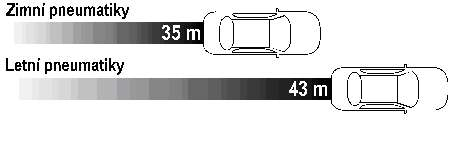 Zimní pneumatiky
35 m
Letní pneumatiky
43 m